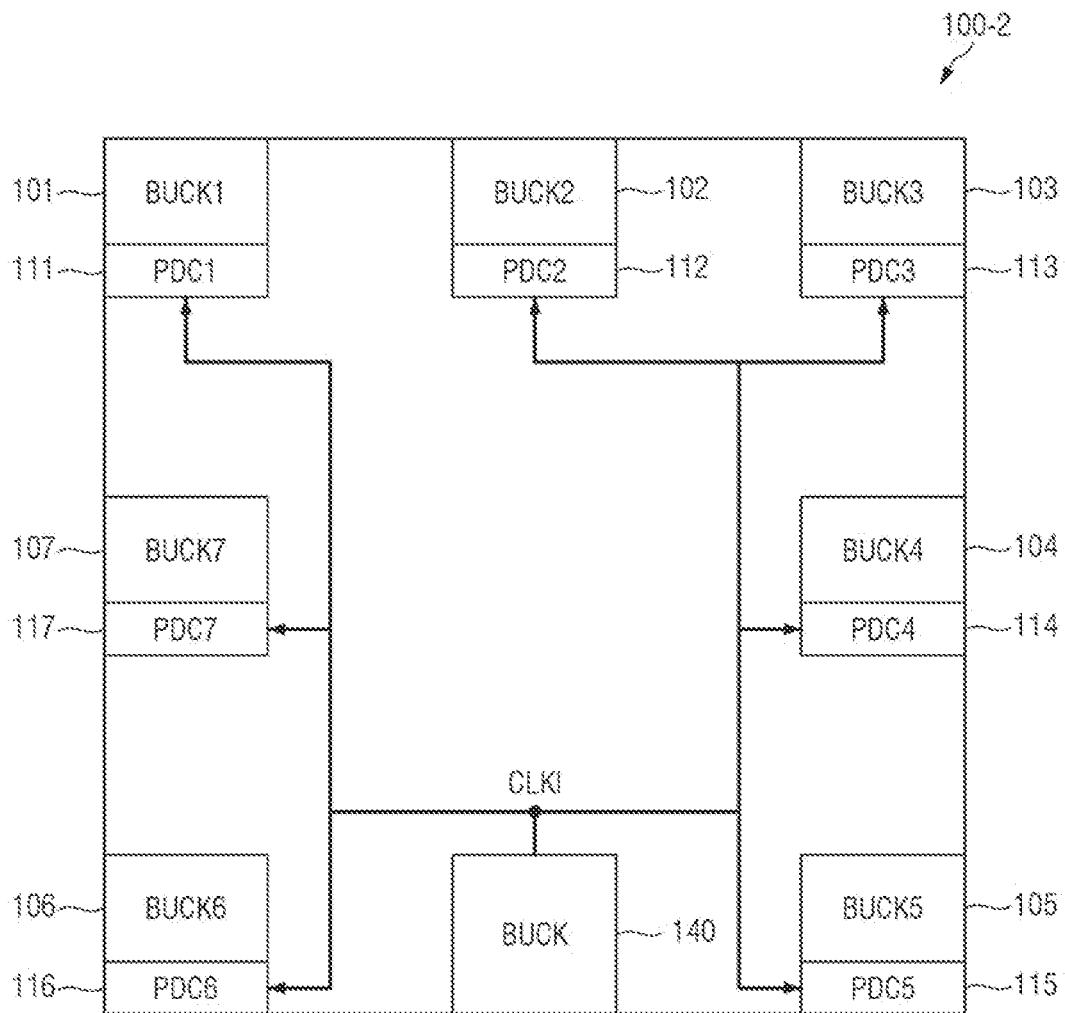 100-2
101 BUCK1 BUCK2 102 BUCK3 103
111 PDC1 PDC2 112 PDC3 113
107 BUCK7 BUCK4 104
117 PDC7 PDC4 114
CLKI
106 BUCK6 BUCK 140 BUCK5 105
116 PDC6 PDC5 115